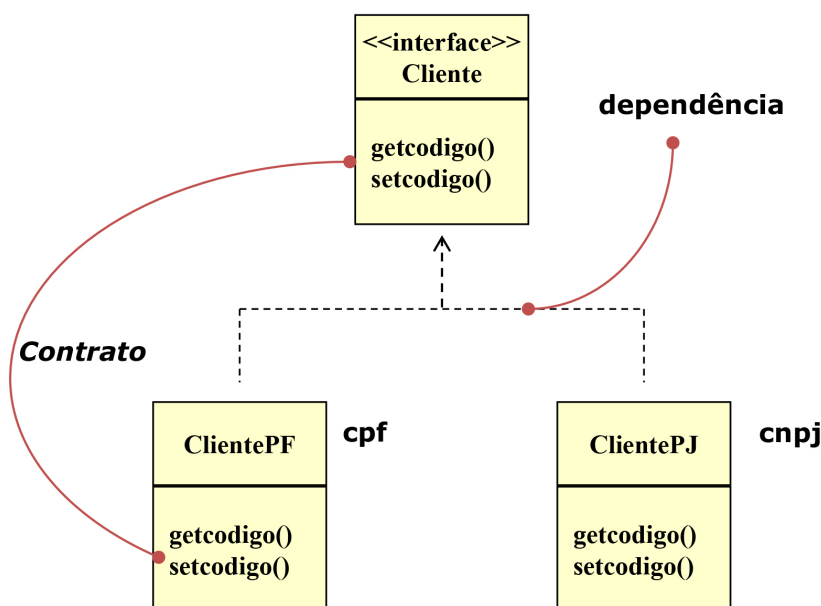 <<interface>>
Cliente
getcodigo()
setcodigo()
dependência
Contrato
ClientePF
cpf
getcodigo()
setcodigo()
ClientePJ
cnpj
getcodigo()
setcodigo()